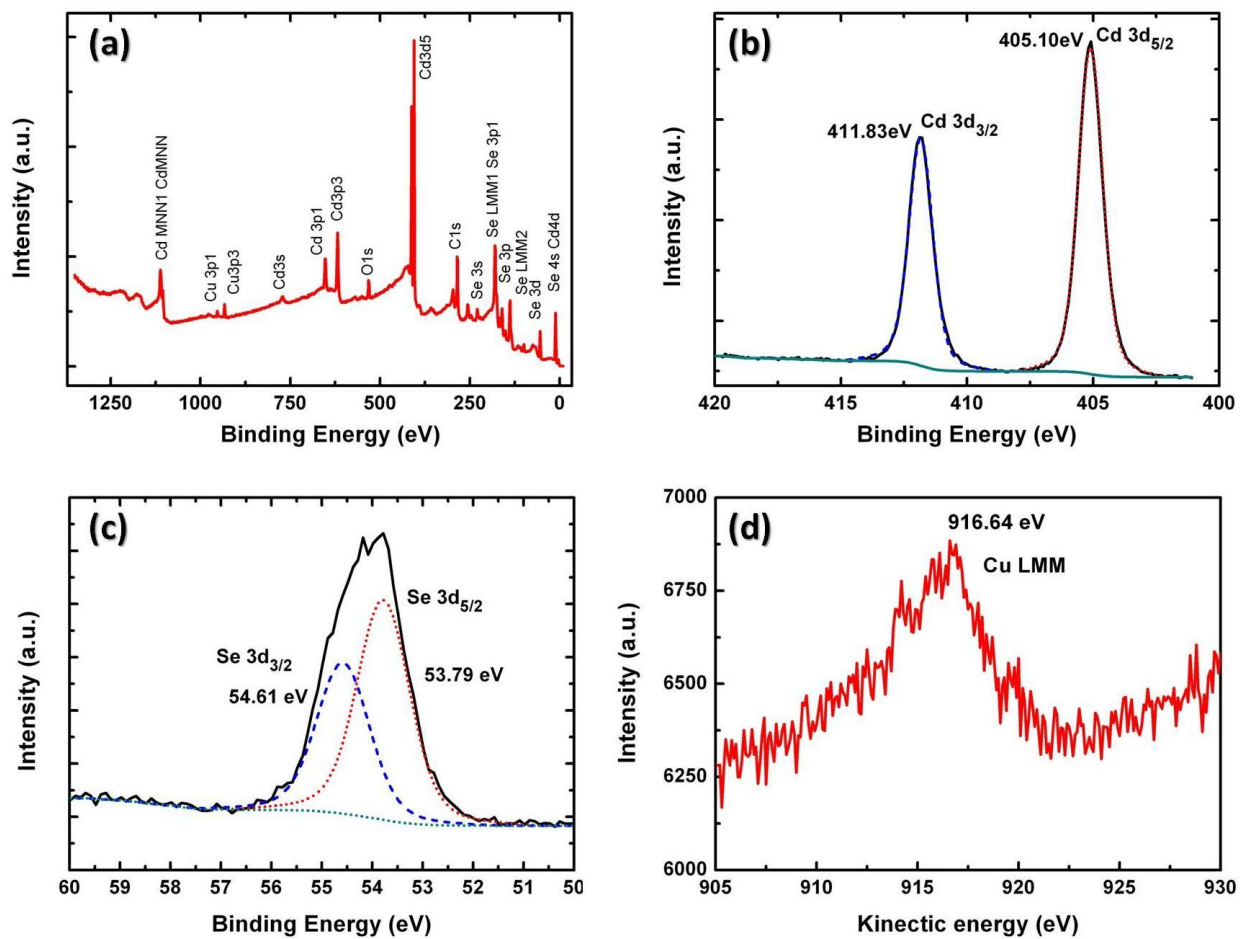 (a)
Intensity (a.u.)
Cd MNN1 CdMNN
Cu 3p1
Cu3p3
Cd3s
Cd 3p1
Cd3p3
O1s
Cd3d5
C1s
Se 3s
Se LMM1 Se 3p1
Se 3p
Se LMM2
Se 3d
Se 4s Cd4d
1250 1000 750 500 250 0
Binding Energy (eV)
(b)
Intensity (a.u.)
405.10eV Cd 3d5/2
411.83eV Cd 3d3/2
420 415 410 405 400
Binding Energy (eV)
(c)
Intensity (a.u.)
Se 3d5/2
53.79 eV
Se 3d3/2
54.61 eV
60 59 58 57 56 55 54 53 52 51 50
Binding Energy (eV)
(d)
Intensity (a.u.)
916.64 eV
Cu LMM
7000
6750
6500
6250
6000
905 910 915 920 925 930
Kinectic energy (eV)